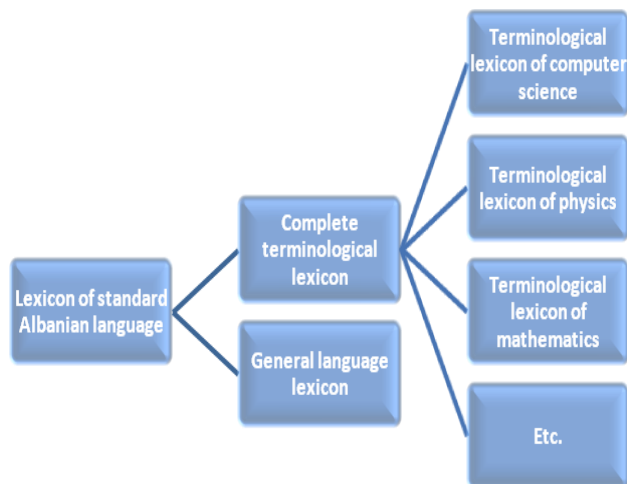 Lexicon of standard
Albanian language
Complete
terminological
lexicon
General language
lexicon
Terminological
lexicon of computer
science
Terminological
lexicon of physics
Terminological
lexicon of
mathematics
Etc.